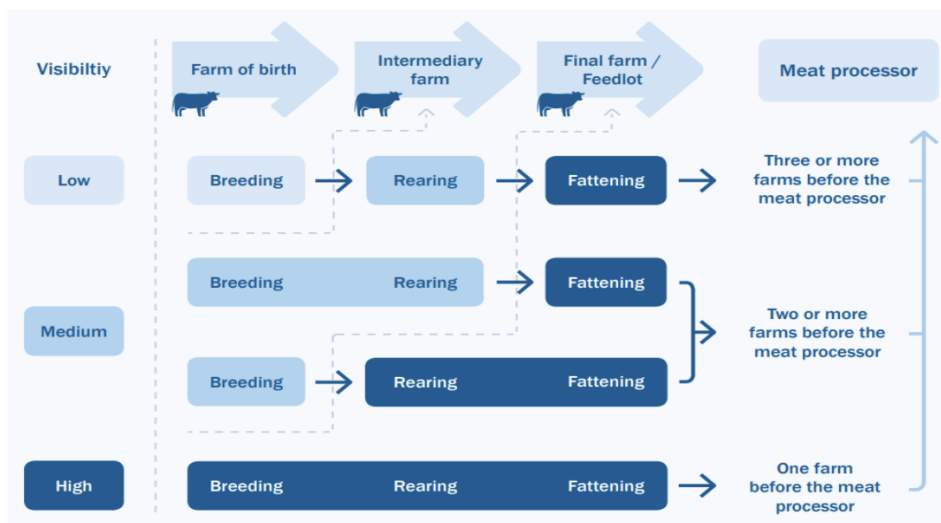 Visibiltiy
Farm of birth
Intermediary
farm
Final farm /
Feedlot
Meat processor
Low
Breeding
Rearing
Fattening
Three or more
farms before the
meat processor
Medium
Breeding
Rearing
Fattening
Breeding
Rearing
Fattening
Two or more
farms before the
meat processor
High
Breeding
Rearing
Fattening
One farm
before the meat
processor